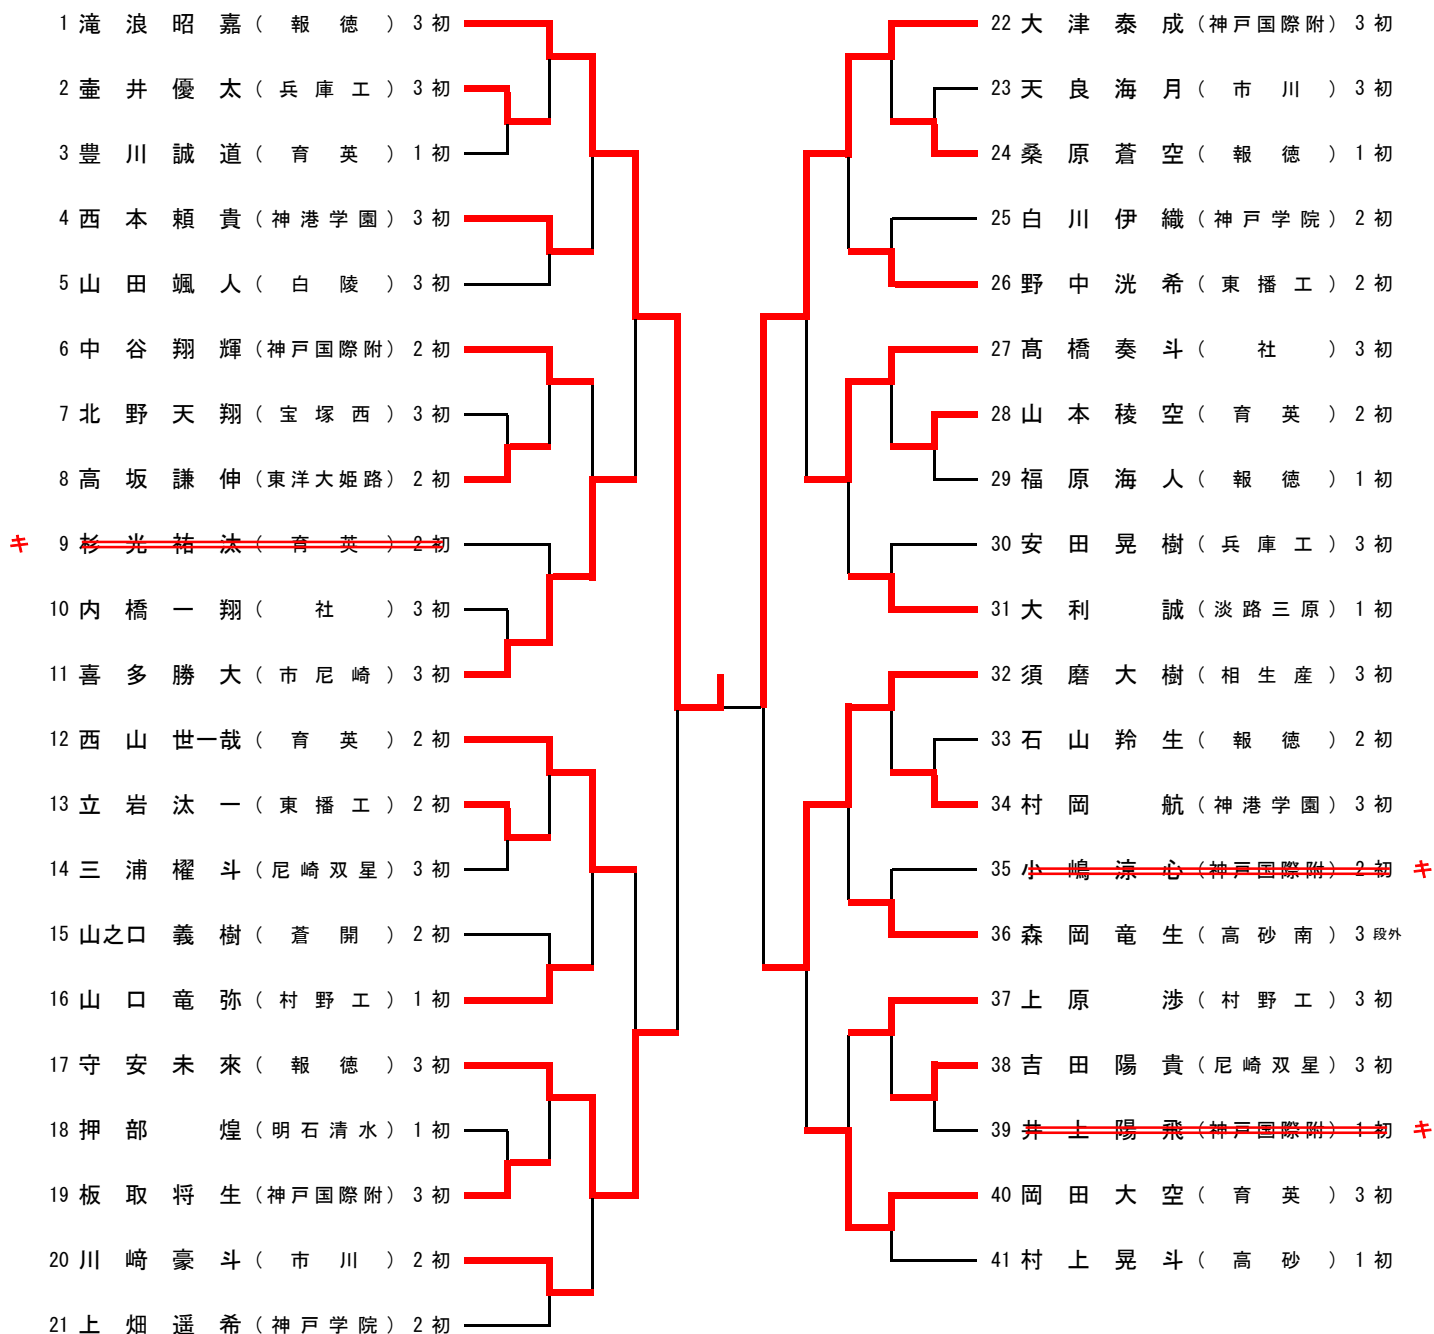 1 滝浪昭嘉（報徳）3 初
2 壷井優太（兵庫工）3 初
3 豊川誠道（育英）1 初
4 西本頼貴（神港学園）3 初
5 山田颯人（白陵）3 初
6 中谷翔輝（神戸国際附）2 初
7 北野天翔（宝塚西）3 初
8 高坂謙伸（東洋大姫路）2 初
キ 9 杉光祐汰（育英）2 初
10 内橋一翔（社）3 初
11 喜多勝大（市尼崎）3 初
12 西山世一哉（育英）2 初
13 立岩汰一（東播工）2 初
14 三浦櫂斗（尼崎双星）3 初
15 山之口義樹（蒼開）2 初
16 山口竜弥（村野工）1 初
17 守安未來（報徳）3 初
18 押部煌（明石清水）1 初
19 板取将生（神戸国際附）3 初
20 川﨑豪斗（市川）2 初
21 上畑遥希（神戸学院）2 初
22 大津泰成（神戸国際附）3 初
23 天良海月（市川）3 初
24 桑原蒼空（報徳）1 初
25 白川伊織（神戸学院）2 初
26 野中洸希（東播工）2 初
27 髙橋奏斗（社）3 初
28 山本稜空（育英）2 初
29 福原海人（報徳）1 初
30 安田晃樹（兵庫工）3 初
31 大利誠（淡路三原）1 初
32 須磨大樹（相生産）3 初
33 石山羚生（報徳）2 初
34 村岡航（神港学園）3 初
35 小嶋涼心（神戸国際附）2 初 キ
36 森岡竜生（高砂南）3 段外
37 上原渉（村野工）3 初
38 吉田陽貴（尼崎双星）3 初
39 井上陽飛（神戸国際附）1 初 キ
40 岡田大空（育英）3 初
41 村上晃斗（高砂）1 初